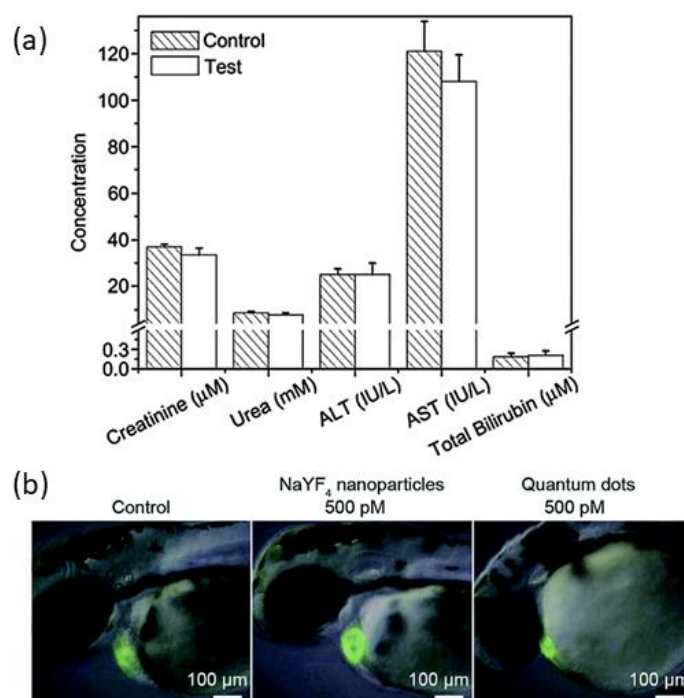 (a)
Control
Test
Concentration
120
100
80
60
40
20
0.3
0.0
Creatinine (µM)
Urea (mM)
ALT (IU/L)
AST (IU/L)
Total Bilirubin (µM)
(b)
Control
NaYF₄ nanoparticles
500 pM
Quantum dots
500 pM
100 µm
100 µm
100 µm